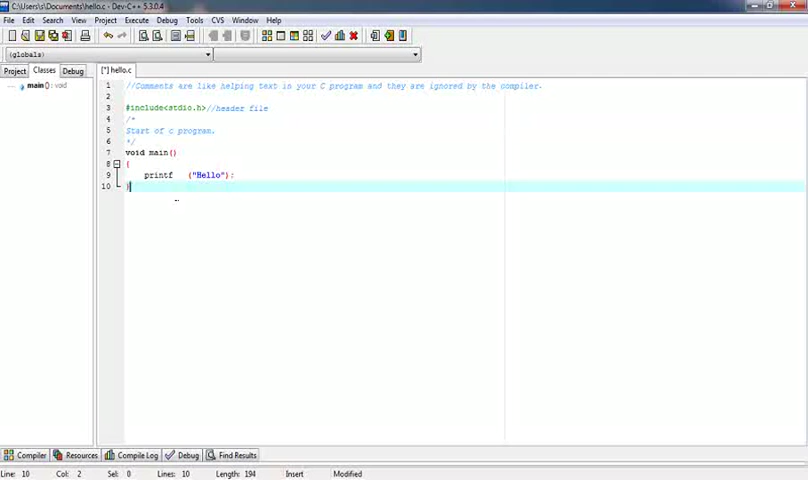 C:\Users\s\Documents\hello.c - Dev-C++ 5.3.0.4
File Edit Search View Project Execute Debug Tools CVS Window Help
(globals)
Project Classes Debug
[*] hello.c
main() : void
1 //Comments are like helping text in your C program and they are ignored by the compiler.
2
3 #include<stdio.h>//header file
4 /*
5 Start of c program.
6 */
7 void main()
8 {
9 printf ("Hello");
10 }
Compiler Resources Compile Log Debug Find Results
Line: 10 Col: 2 Sel: 0 Lines: 10 Length: 194 Insert Modified